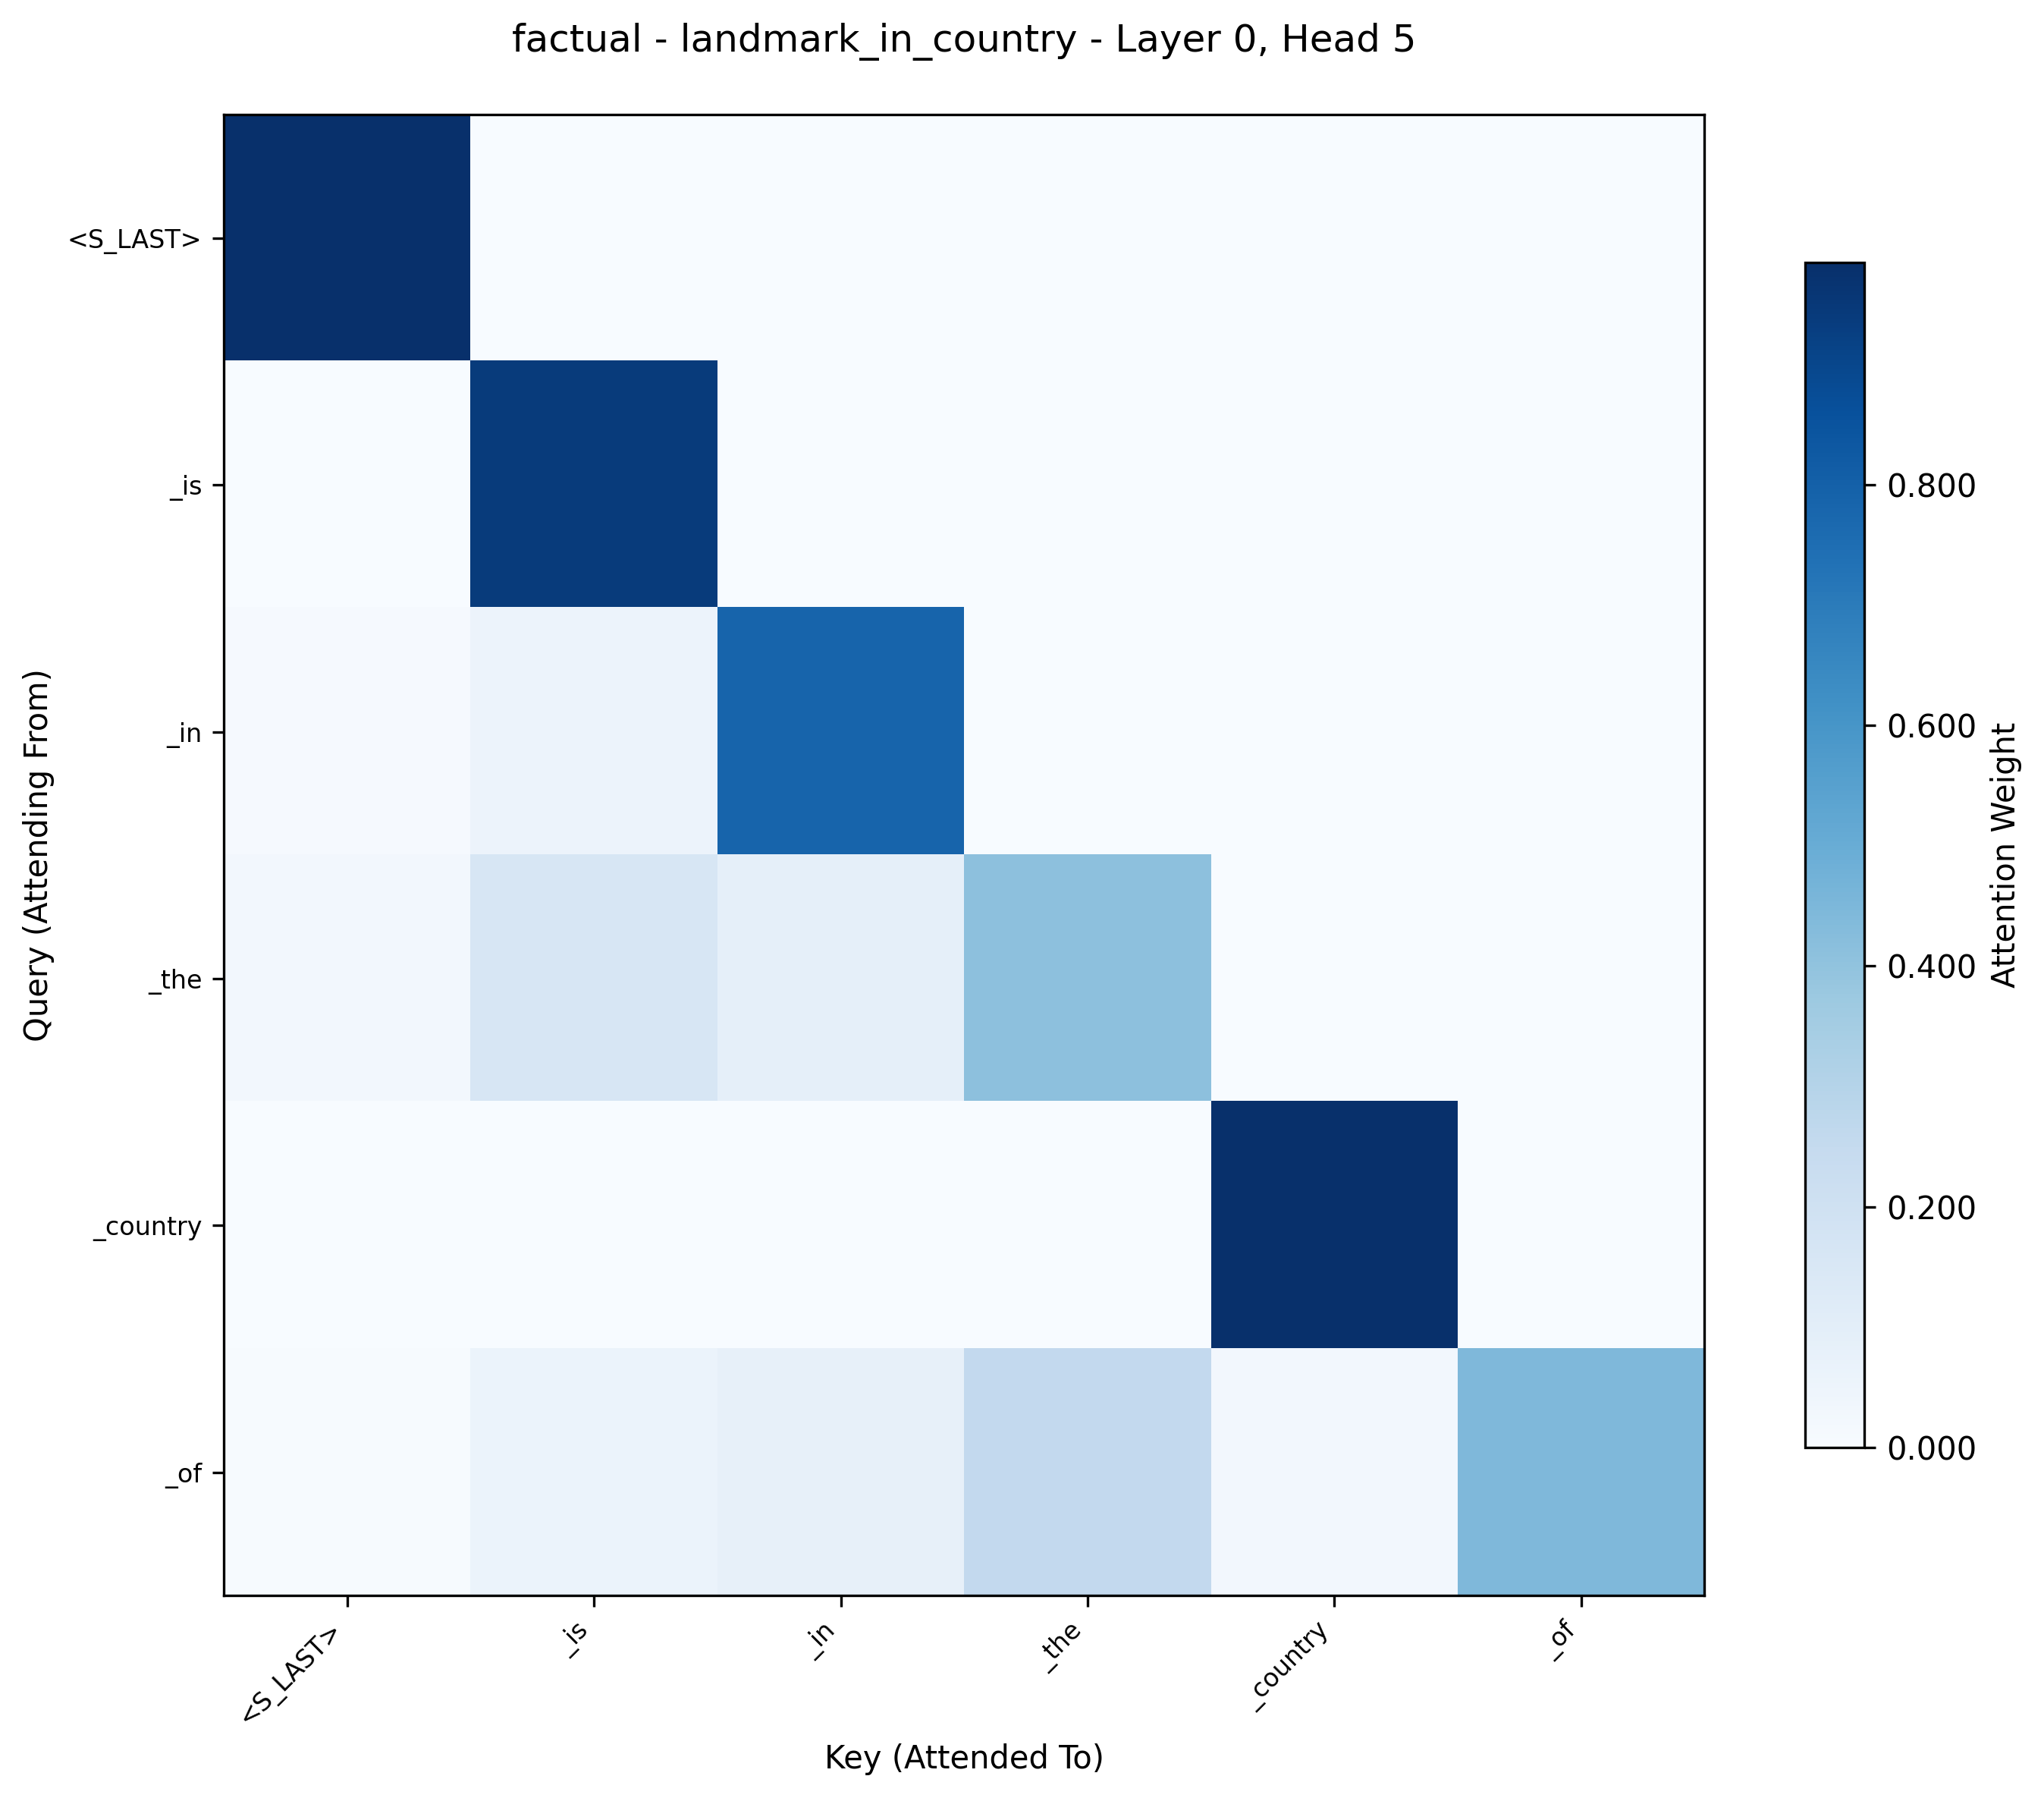 factual - landmark_in_country - Layer 0, Head 5
Query (Attending From)
<S_LAST>
_is
_in
_the
_country
_of
<S_LAST>
_is
_in
_the
_country
_of
Key (Attended To)
0.800
0.600
0.400
0.200
0.000
Attention Weight